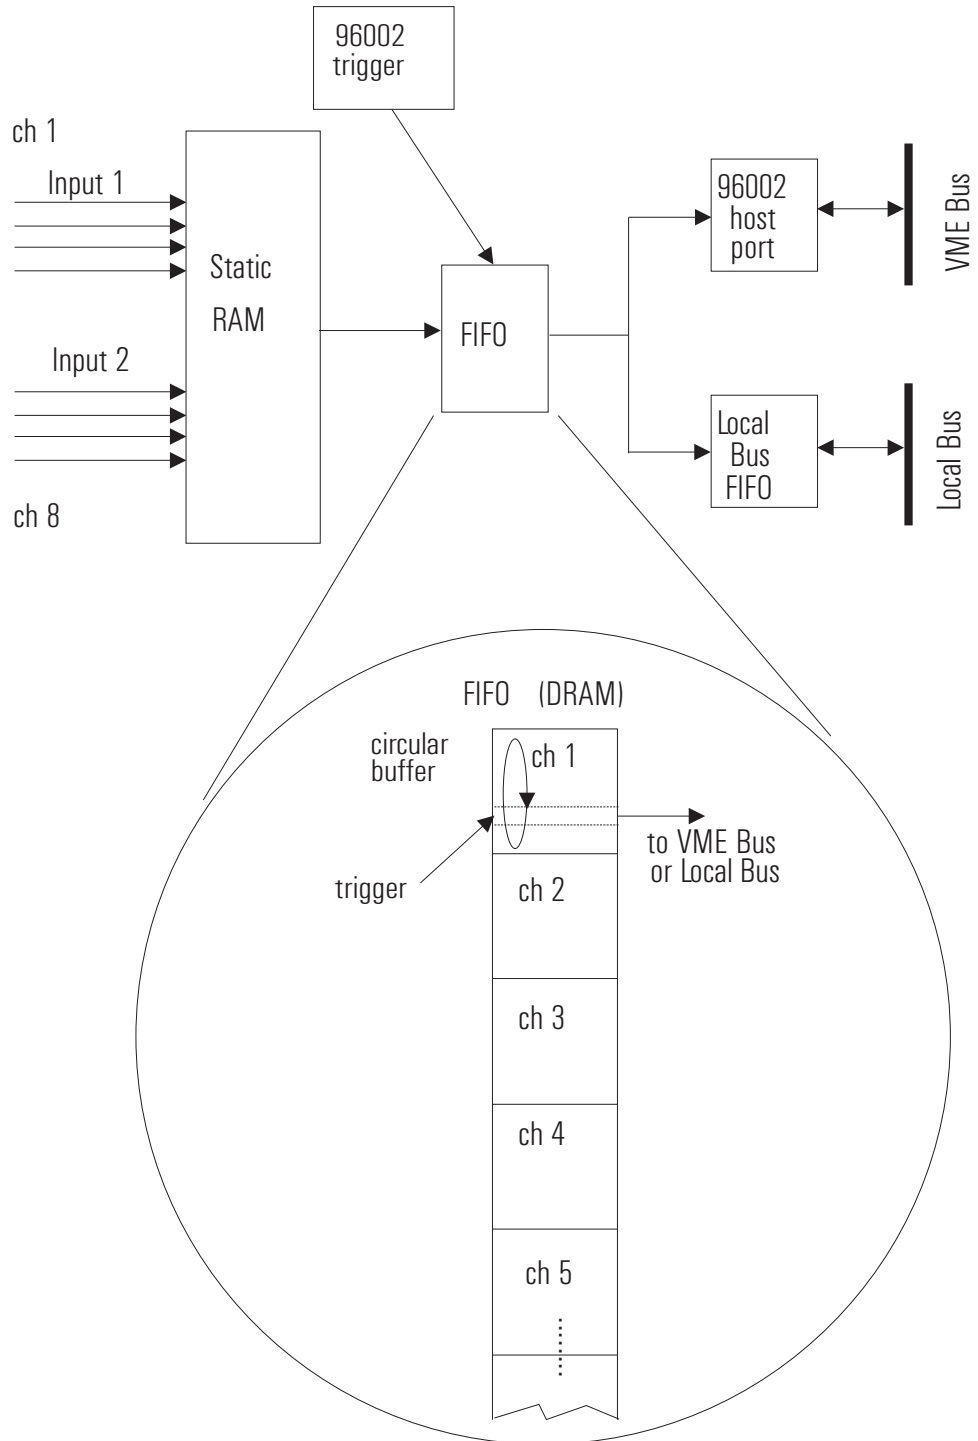 96002
trigger
ch 1
Input 1
Static
RAM
Input 2
ch 8
FIFO
96002
host
port
VME Bus
Local
Bus
FIFO
Local Bus
FIFO (DRAM)
circular
buffer
ch 1
trigger
to VME Bus
or Local Bus
ch 2
ch 3
ch 4
ch 5